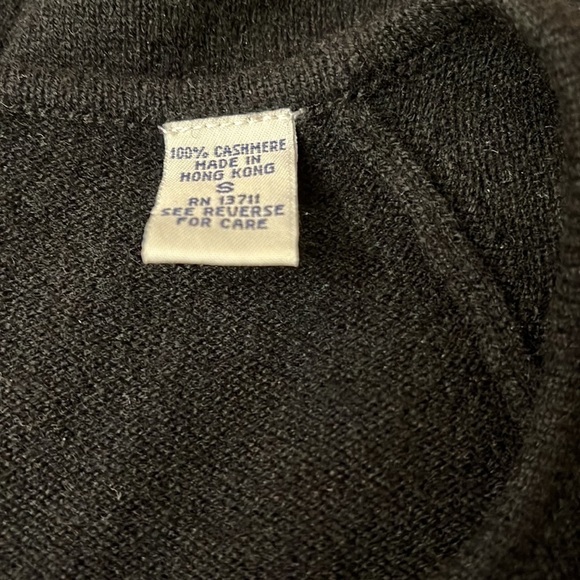 100% CASHMERE
MADE IN
HONG KONG
S
RN 13711
SEE REVERSE
FOR CARE